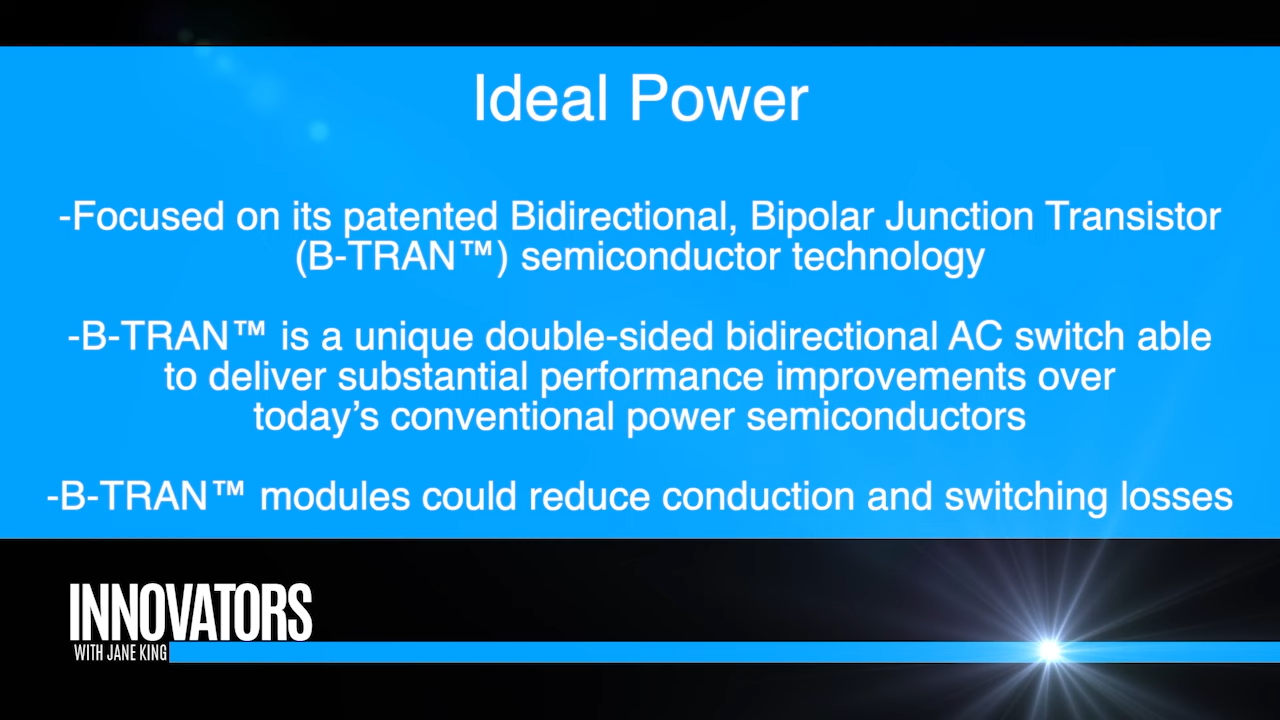 Ideal Power
-Focused on its patented Bidirectional, Bipolar Junction Transistor
(B-TRAN™) semiconductor technology
-B-TRAN™ is a unique double-sided bidirectional AC switch able
to deliver substantial performance improvements over
today’s conventional power semiconductors
-B-TRAN™ modules could reduce conduction and switching losses
INNOVATORS
WITH JANE KING